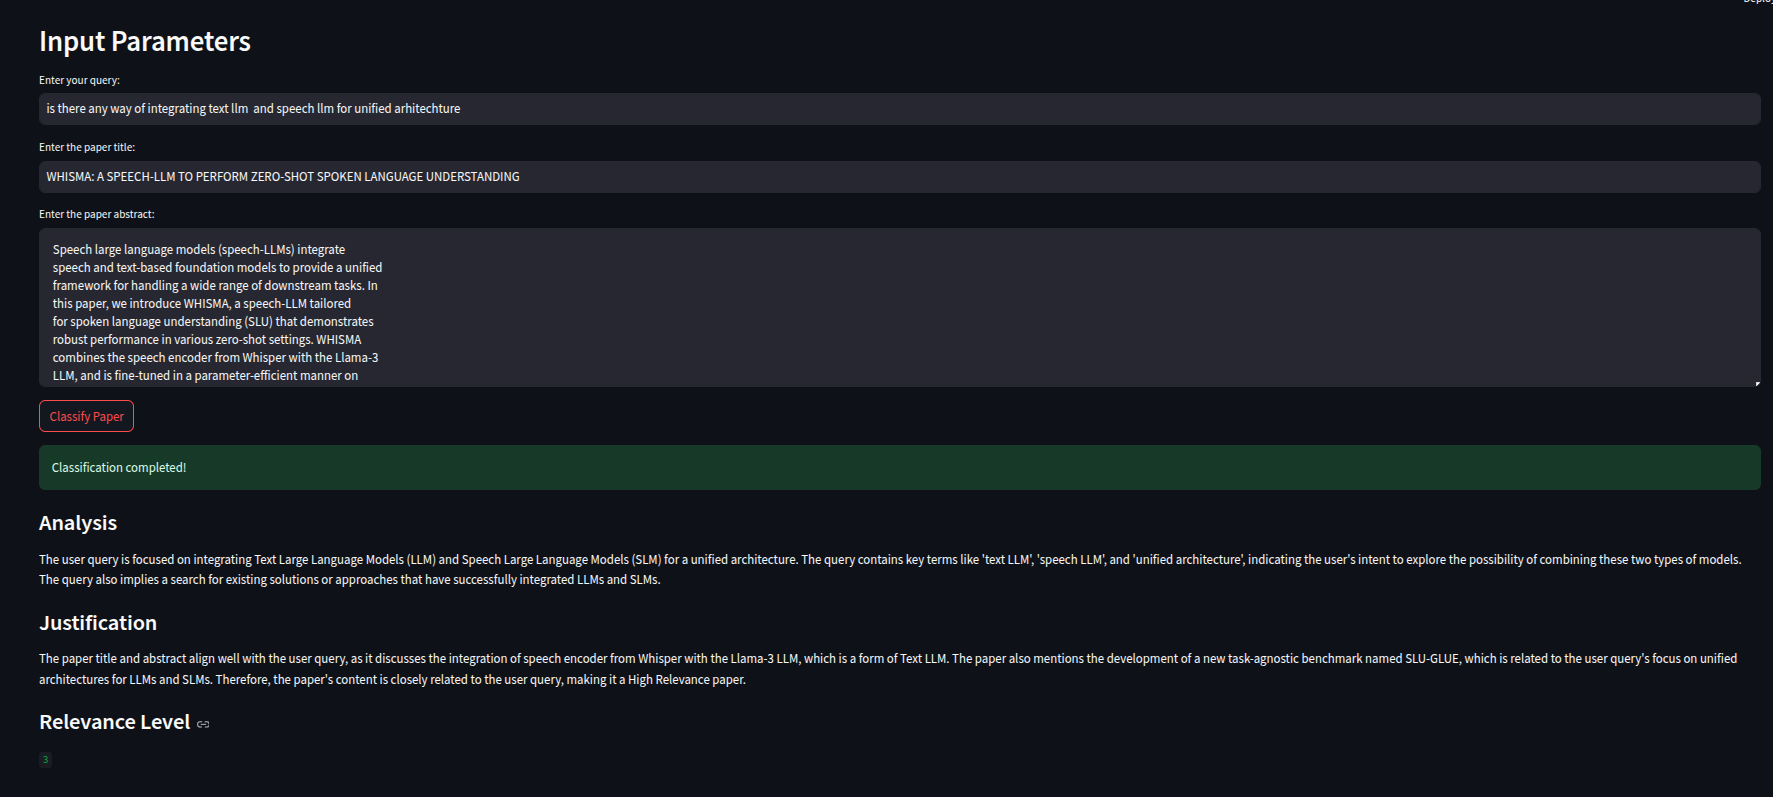 Input Parameters
Enter your query:
is there any way of integrating text llm  and speech llm for unified arhitechture
Enter the paper title:
WHISMA: A SPEECH-LLM TO PERFORM ZERO-SHOT SPOKEN LANGUAGE UNDERSTANDING
Enter the paper abstract:
Speech large language models (speech-LLMs) integrate
speech and text-based foundation models to provide a unified
framework for handling a wide range of downstream tasks. In
this paper, we introduce WHISMA, a speech-LLM tailored
for spoken language understanding (SLU) that demonstrates
robust performance in various zero-shot settings. WHISMA
combines the speech encoder from Whisper with the Llama-3
LLM, and is fine-tuned in a parameter-efficient manner on
Classify Paper
Classification completed!
Analysis
The user query is focused on integrating Text Large Language Models (LLM) and Speech Large Language Models (SLM) for a unified architecture. The query contains key terms like 'text LLM', 'speech LLM', and 'unified architecture', indicating the user's intent to explore the possibility of combining these two types of models.
The query also implies a search for existing solutions or approaches that have successfully integrated LLMs and SLMs.
Justification
The paper title and abstract align well with the user query, as it discusses the integration of speech encoder from Whisper with the Llama-3 LLM, which is a form of Text LLM. The paper also mentions the development of a new task-agnostic benchmark named SLU-GLUE, which is related to the user query's focus on unified
architectures for LLMs and SLMs. Therefore, the paper's content is closely related to the user query, making it a High Relevance paper.
Relevance Level
3